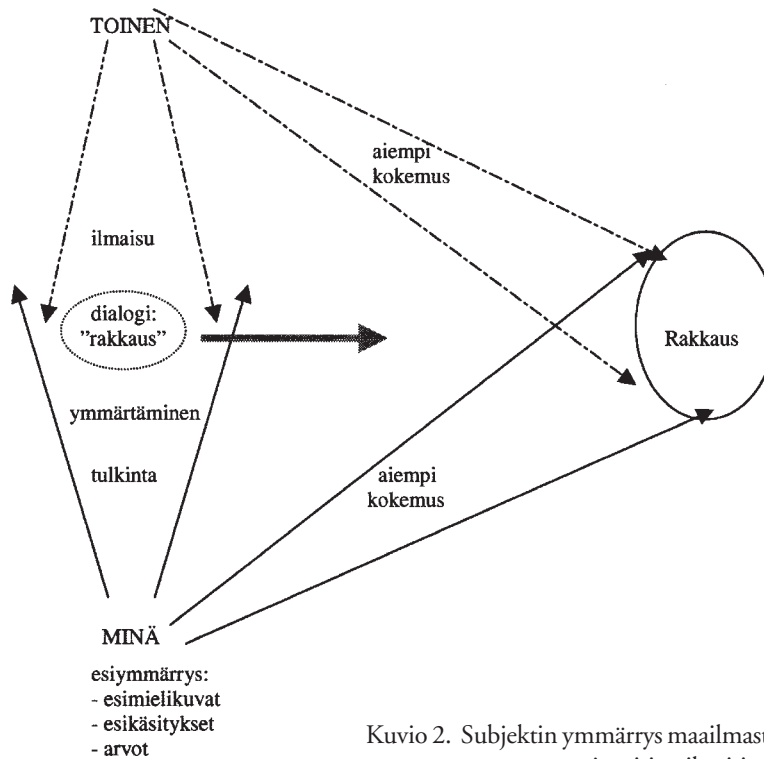 TOINEN
aiempi
kokemus
ilmaisu
dialogi:
"rakkaus"
Rakkaus
ymmärtäminen
tulkinta
aiempi
kokemus
MINÄ
esiymmärrys:
- esimielikuvat
- esikäsitykset
- arvot
Kuvio 2. Subjektin ymmärrys maailmast